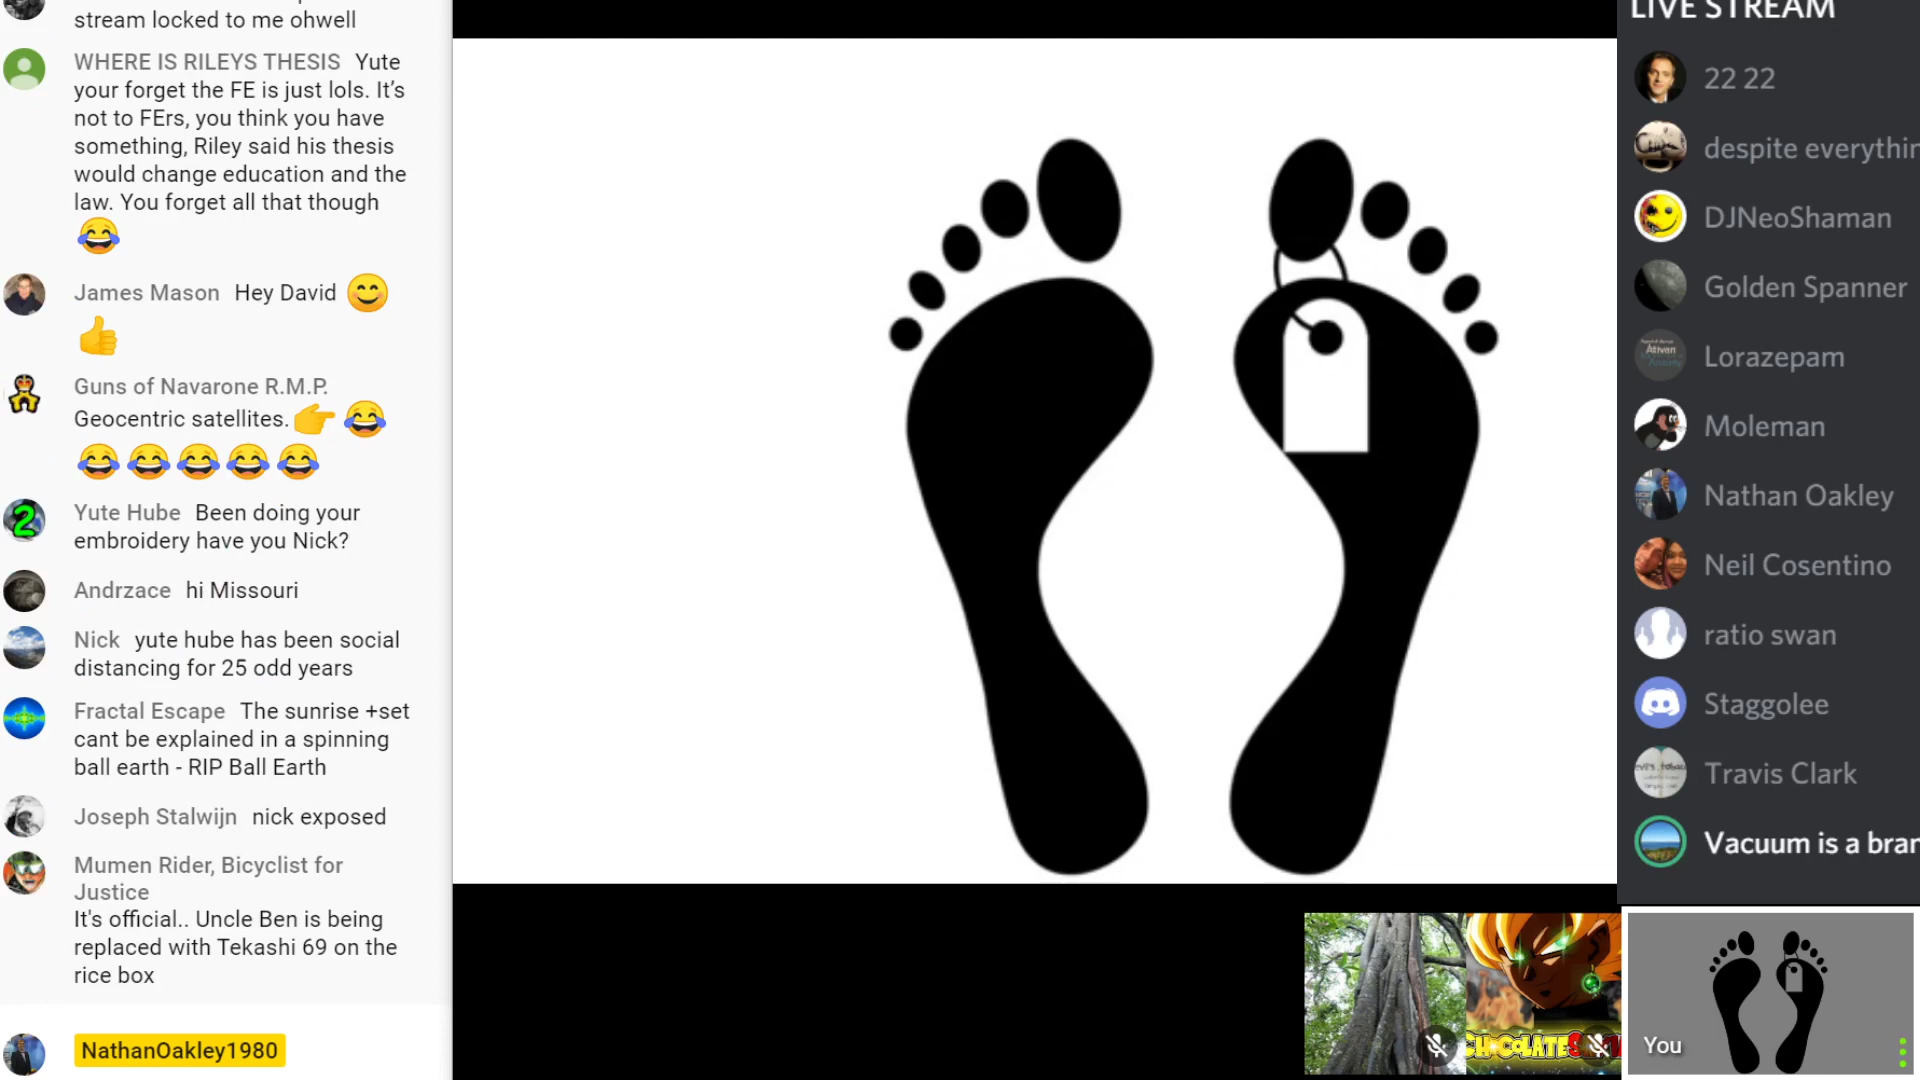 stream locked to me ohwell
WHERE IS RILEYS THESIS Yute
your forget the FE is just lols. It’s
not to FErs, you think you have
something, Riley said his thesis
would change education and the
law. You forget all that though
James Mason Hey David
Guns of Navarone R.M.P.
Geocentric satellites.
Yute Hube Been doing your
embroidery have you Nick?
Andrzace hi Missouri
Nick yute hube has been social
distancing for 25 odd years
Fractal Escape The sunrise +set
cant be explained in a spinning
ball earth - RIP Ball Earth
Joseph Stalwijn nick exposed
Mumen Rider, Bicyclist for
Justice
It's official.. Uncle Ben is being
replaced with Tekashi 69 on the
rice box
NathanOakley1980
LIVE STREAM
22 22
despite everythin
DJNeoShaman
Golden Spanner
Ativan
Lorazepam
Moleman
Nathan Oakley
Neil Cosentino
ratio swan
Staggolee
Travis Clark
Vacuum is a bran
CHOCOLATE
You